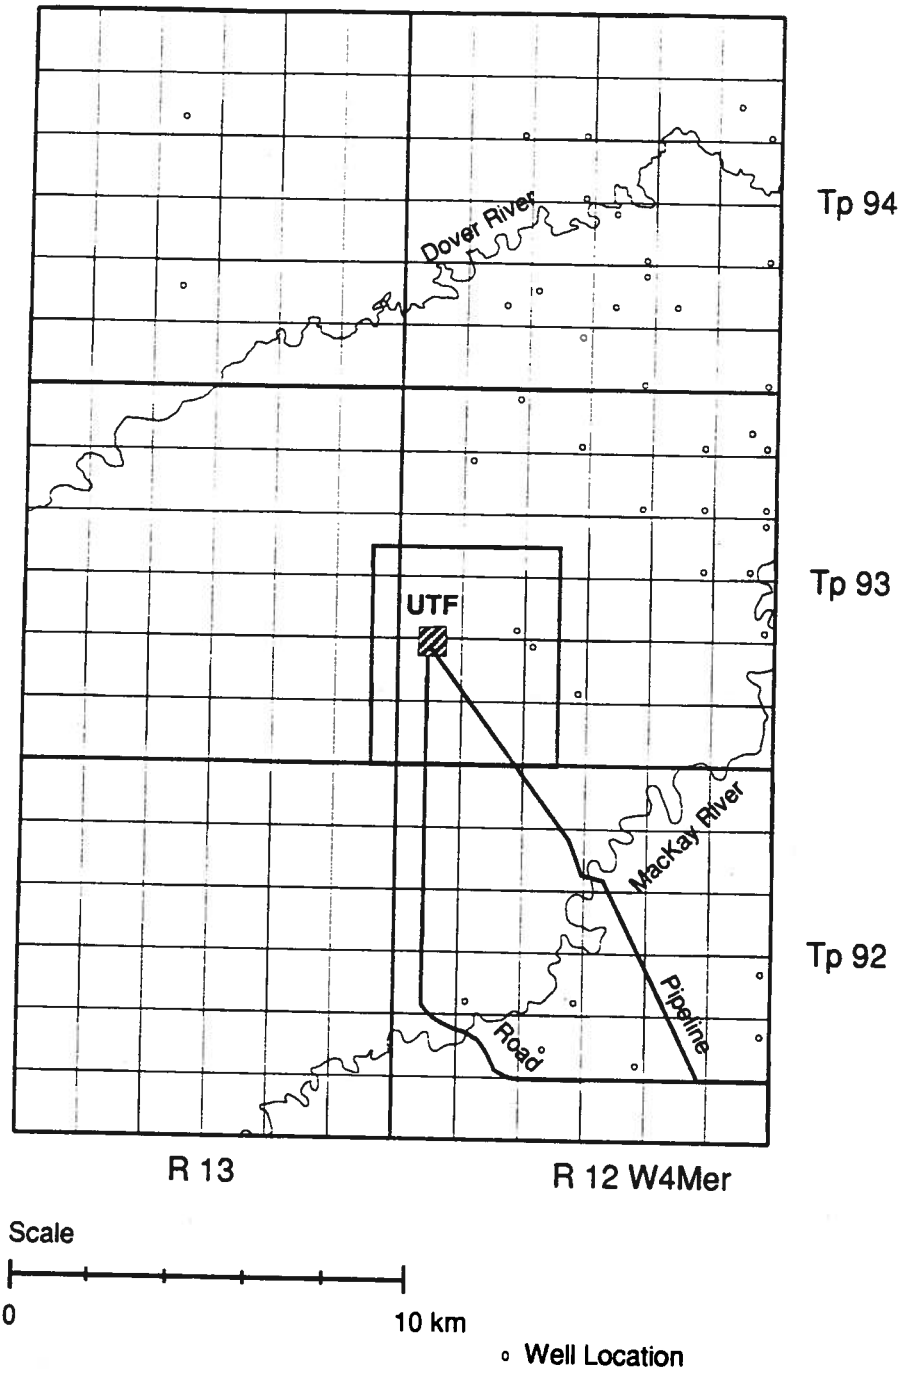 Tp 94
Dover River
Tp 93
UTF
MacKay River
Tp 92
Pipeline
Road
R 13
R 12 W4Mer
Scale
0
10 km
Well Location